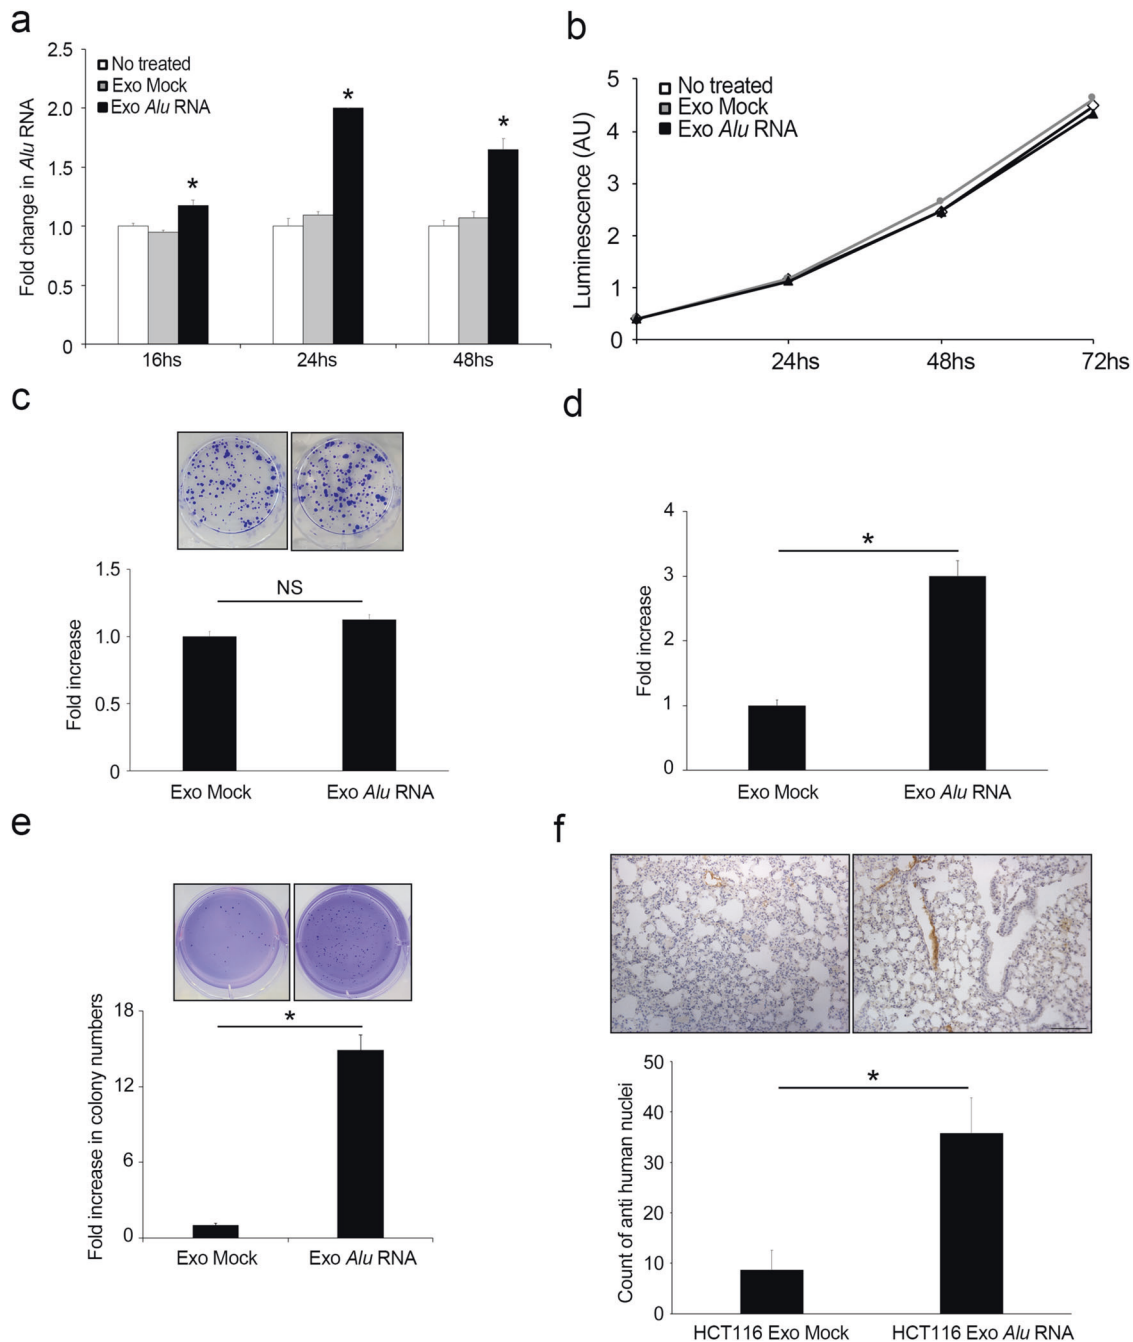 a
2.5
2.0
1.5
1.0
0.5
0
Fold change in Alu RNA
No treated
Exo Mock
Exo Alu RNA
*
*
*
16hs
24hs
48hs
b
5
4
3
2
1
0
Luminescence (AU)
No treated
Exo Mock
Exo Alu RNA
24hs
48hs
72hs
c
1.5
1.0
0.5
0
Fold increase
NS
Exo Mock
Exo Alu RNA
d
4
3
2
1
0
Fold increase
*
Exo Mock
Exo Alu RNA
e
18
12
6
0
Fold increase in colony numbers
*
Exo Mock
Exo Alu RNA
f
50
40
30
20
10
0
Count of anti human nuclei
*
HCT116 Exo Mock
HCT116 Exo Alu RNA